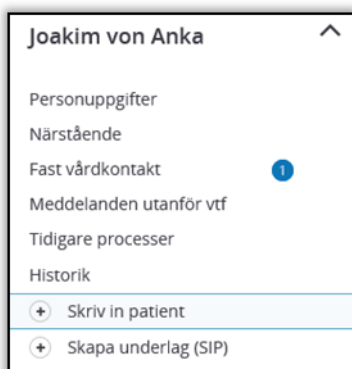 Joakim von Anka
Personuppgifter
Närstående
Fast vårdkontakt 1
Meddelanden utanför vtf
Tidigare processer
Historik
+ Skriv in patient
+ Skapa underlag (SIP)